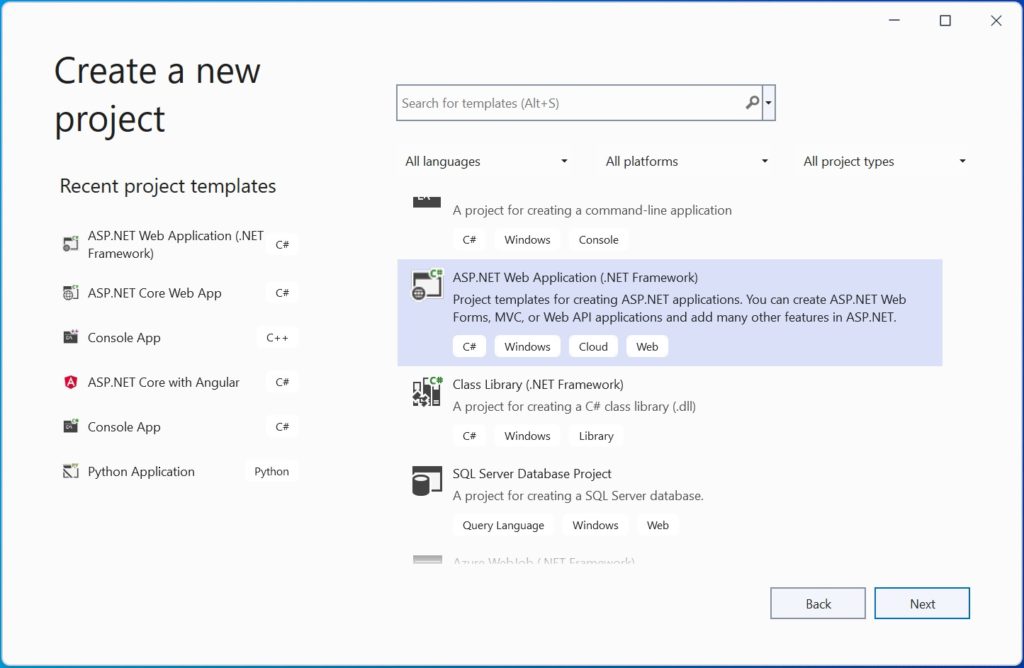 Create a new
project
Search for templates (Alt+S)
All languages
All platforms
All project types
Recent project templates
ASP.NET Web Application (.NET
Framework)
C#
ASP.NET Core Web App
C#
Console App
C++
ASP.NET Core with Angular
C#
Console App
C#
Python Application
Python
A project for creating a command-line application
C# Windows Console
ASP.NET Web Application (.NET Framework)
Project templates for creating ASP.NET applications. You can create ASP.NET Web
Forms, MVC, or Web API applications and add many other features in ASP.NET.
C# Windows Cloud Web
Class Library (.NET Framework)
A project for creating a C# class library (.dll)
C# Windows Library
SQL Server Database Project
A project for creating a SQL Server database.
Query Language Windows Web
Azure WebJob (.NET Framework)
Back
Next